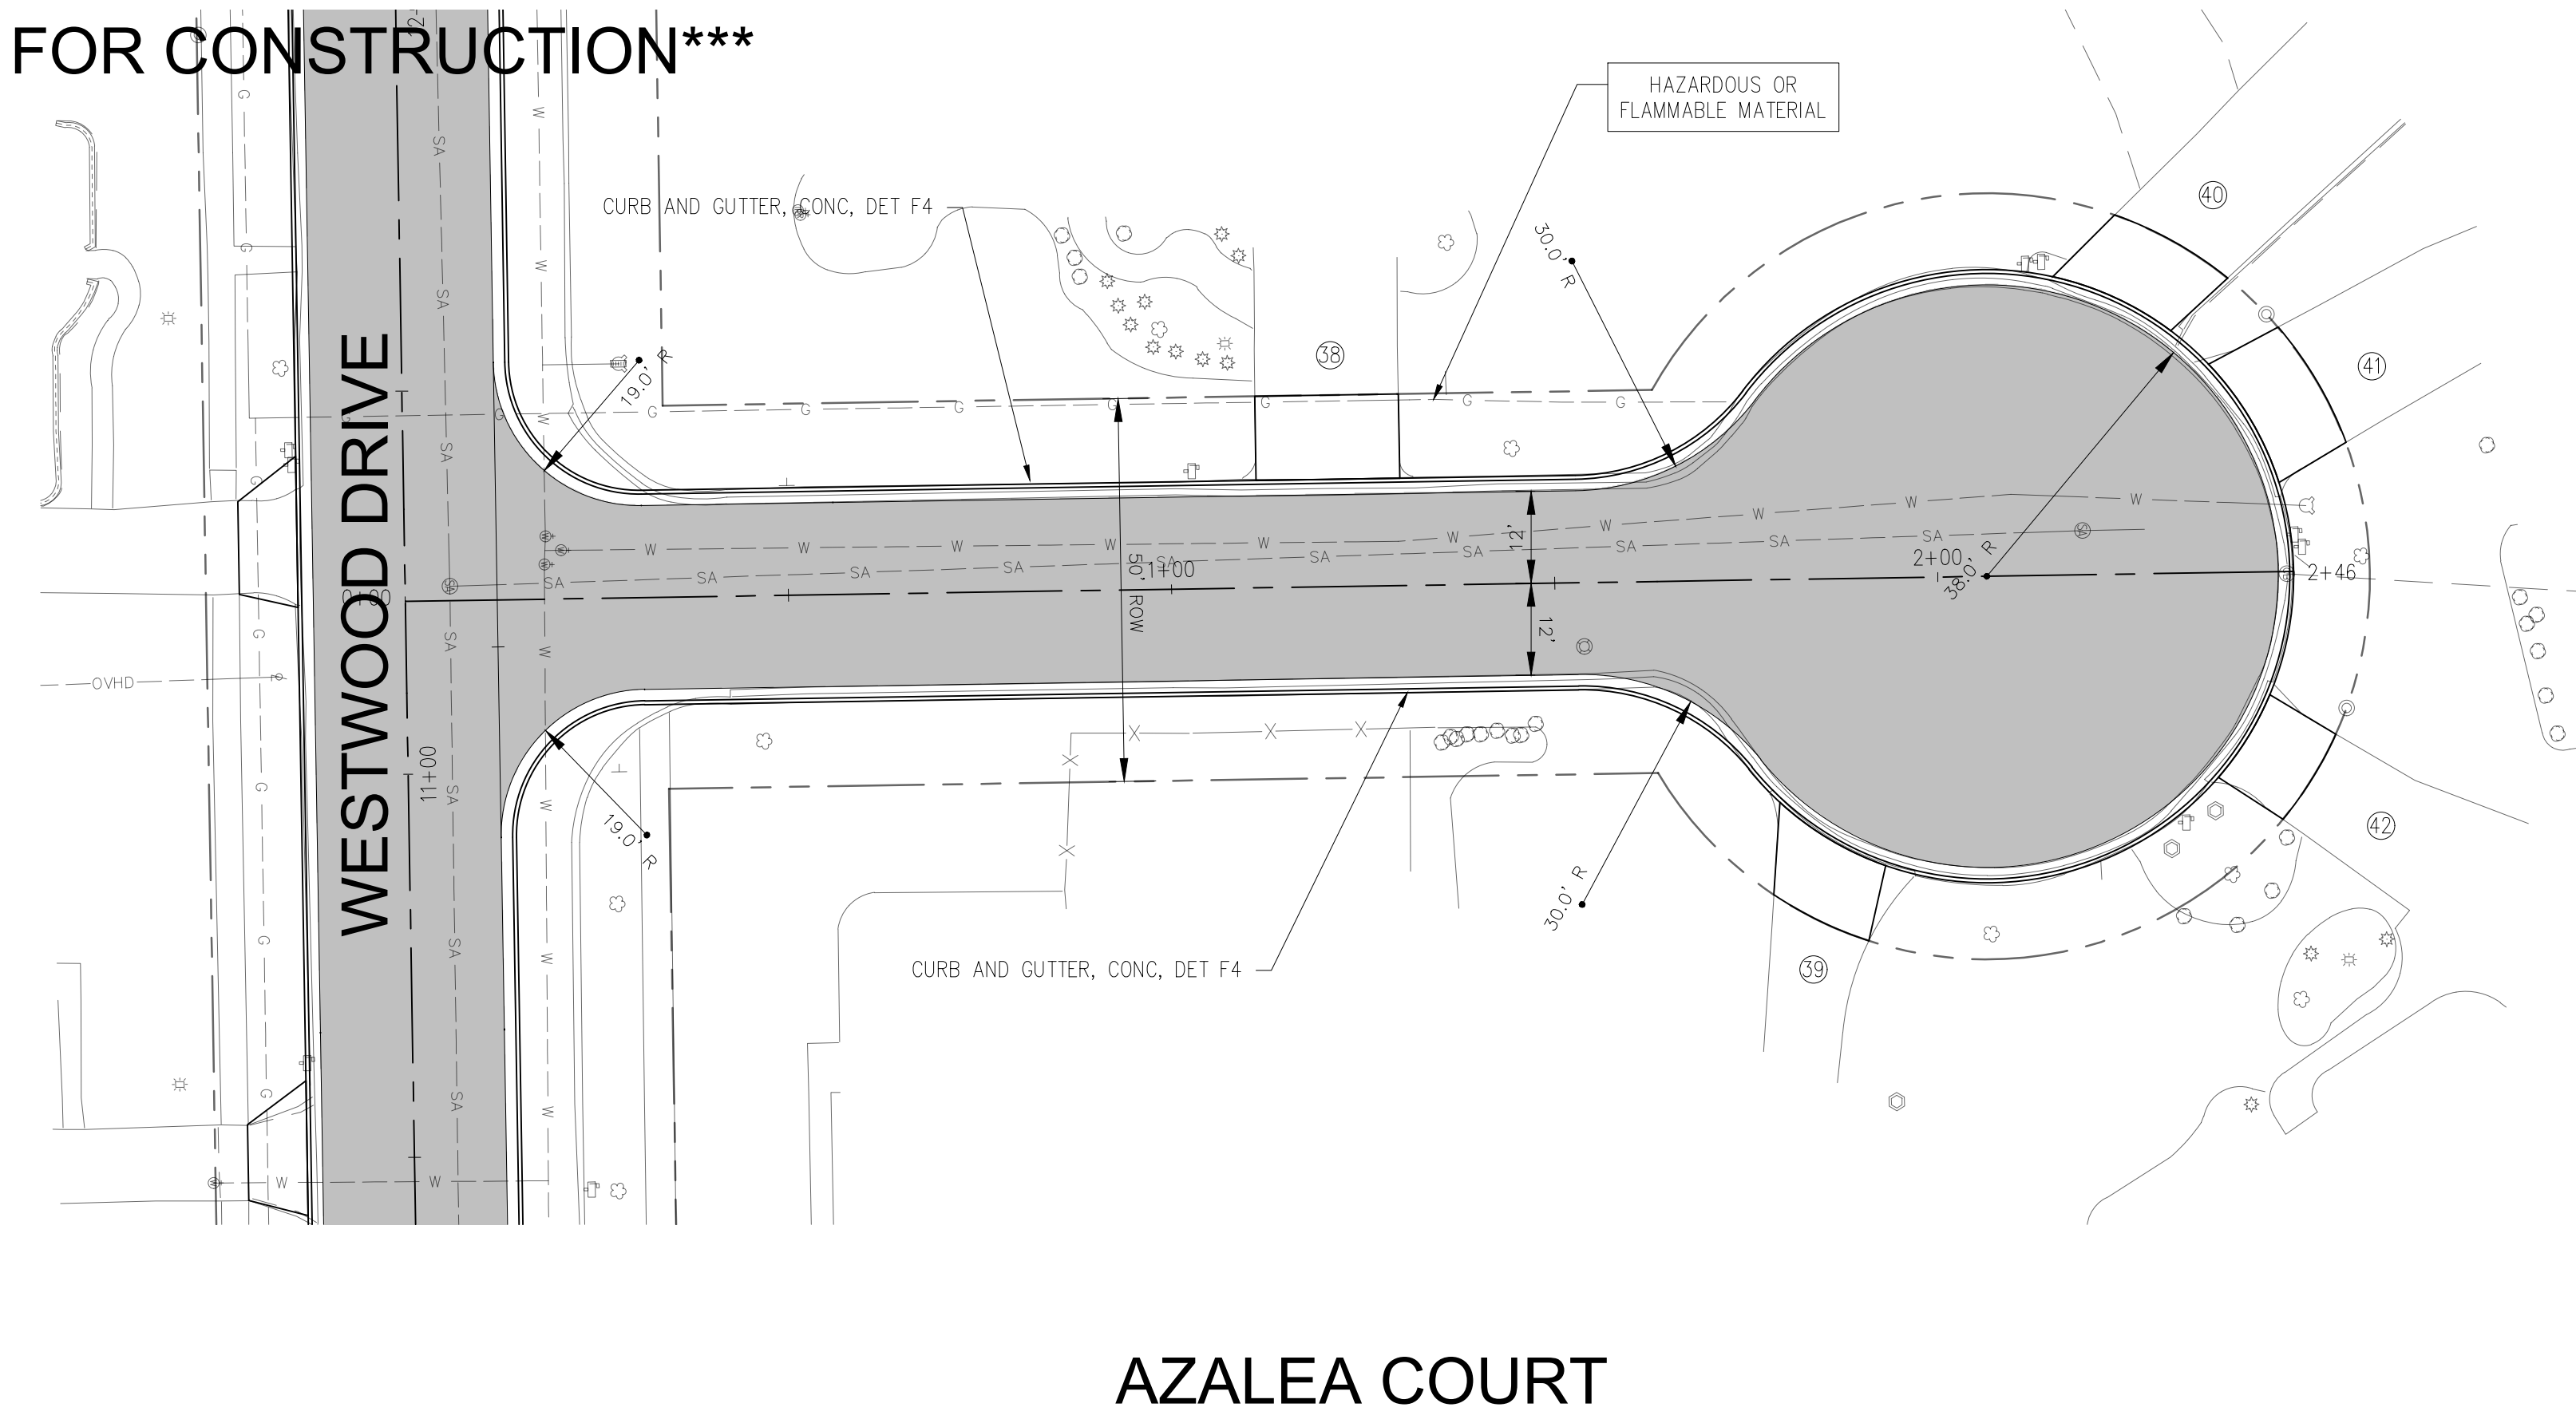 FOR CONSTRUCTION***
HAZARDOUS OR
FLAMMABLE MATERIAL
CURB AND GUTTER, CONC, DET F4
30.0' R
40
38
41
19.0' R
WESTWOOD DRIVE
12'
50' ROW
1+00
2+00
38.0' R
2+46
12'
OVHD
11+00
19.0' R
42
30.0' R
39
CURB AND GUTTER, CONC, DET F4
G
W
SA
AZALEA COURT